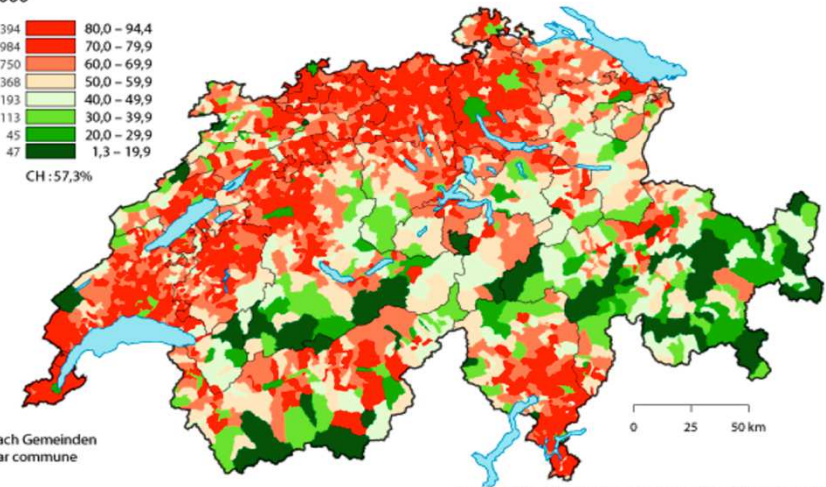 394 80,0 – 94,4
984 70,0 – 79,9
750 60,0 – 69,9
368 50,0 – 59,9
193 40,0 – 49,9
113 30,0 – 39,9
45 20,0 – 29,9
47 1,3 – 19,9
CH : 57,3%
0 25 50 km
ach Gemeinden
ar commune